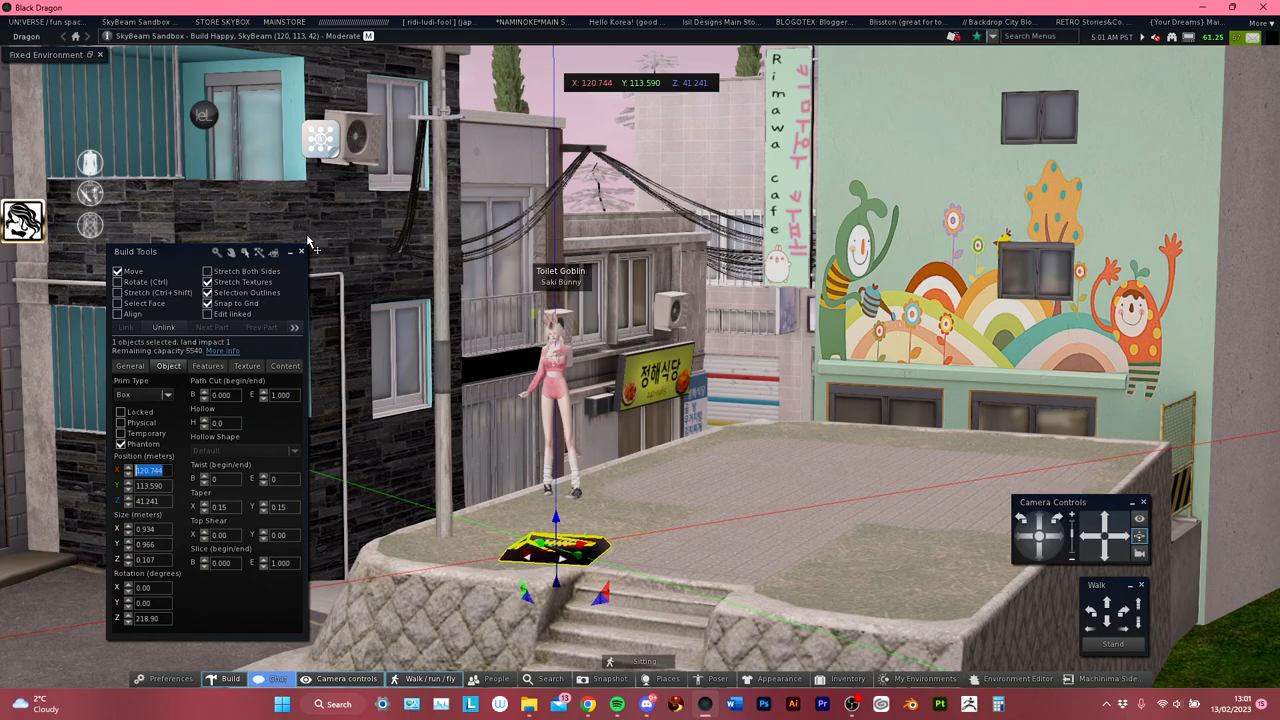 Black Dragon
UN!VERSE / fun spac...
SkyBeam Sandbox ...
STORE SKYBOX
MAINSTORE
////////////////////////////////
[ ridi-ludi-fool ] (jap...
*NAMINOKE*MAIN S...
Hello Korea! (good ...
Isil Designs Main Sto...
BLOGOTEX: Blogger...
Blisston (great for o...
// Backdrop City Blo...
RETRO Stories&Co. ...
{Your Dreams} Mai...
More ▼
Dragon
SkyBeam Sandbox - Build Happy, SkyBeam (120, 113, 42) - Moderate M
Search Menus
5:01 AM PST
61.25
Fixed Environment
X: 120.744 Y: 113.590 Z: 41.241
Rimawa cafe
leL
Toilet Goblin
Saki Bunny
정해식당
Build Tools
Move
Stretch Both Sides
Rotate (Ctrl)
Stretch Textures
Stretch (Ctrl+Shift)
Selection Outlines
Select Face
Snap to Grid
Align
Edit linked
Link
Unlink
Next Part
Prev Part
1 objects selected, land impact 1
Remaining capacity 5540. More info
General
Object
Features
Texture
Content
Prim Type
Path Cut (begin/end)
Box
B 0.000 E 1.000
Hollow
Locked
Physical
H 0.0
Temporary
Hollow Shape
Phantom
Default
Position (meters)
X 120.744
Twist (begin/end)
Y 113.590
B 0 E 0
Z 41.241
Taper
Size (meters)
X 0.15 Y 0.15
X 0.934
Top Shear
Y 0.966
X 0.00 Y 0.00
Z 0.107
Slice (begin/end)
Rotation (degrees)
B 0.000 E 1.000
X 0.00
Y 0.00
Z 218.90
Camera Controls
Walk
Stand
Sitting
Preferences
Build
Chat
Camera controls
Walk / run / fly
People
Search
Snapshot
Places
Poser
Appearance
Inventory
My Environments
Environment Editor
Machinima Side...
2°C
Cloudy
Search
13
13:01
13/02/2023